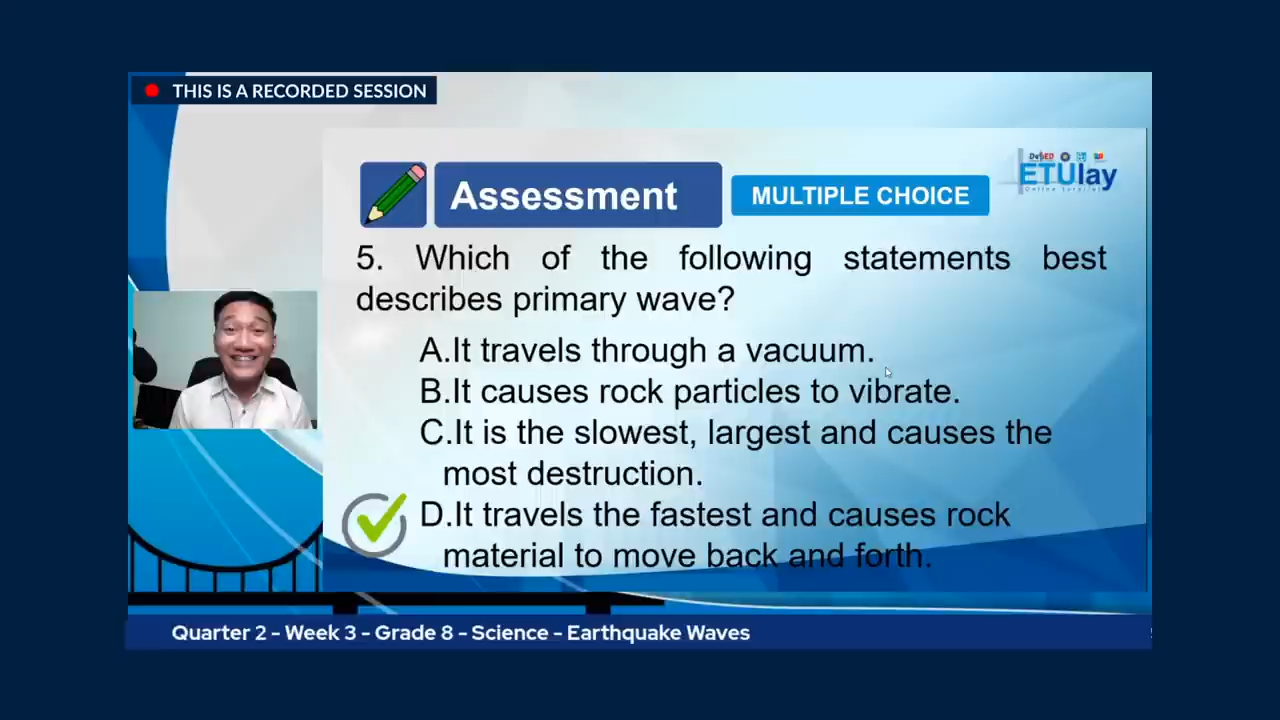 THIS IS A RECORDED SESSION
DepED
ETUlay
Online Tutorial
Assessment
MULTIPLE CHOICE
5. Which of the following statements best
describes primary wave?
A.It travels through a vacuum.
B.It causes rock particles to vibrate.
C.It is the slowest, largest and causes the
most destruction.
D.It travels the fastest and causes rock
material to move back and forth.
Quarter 2 - Week 3 - Grade 8 - Science - Earthquake Waves